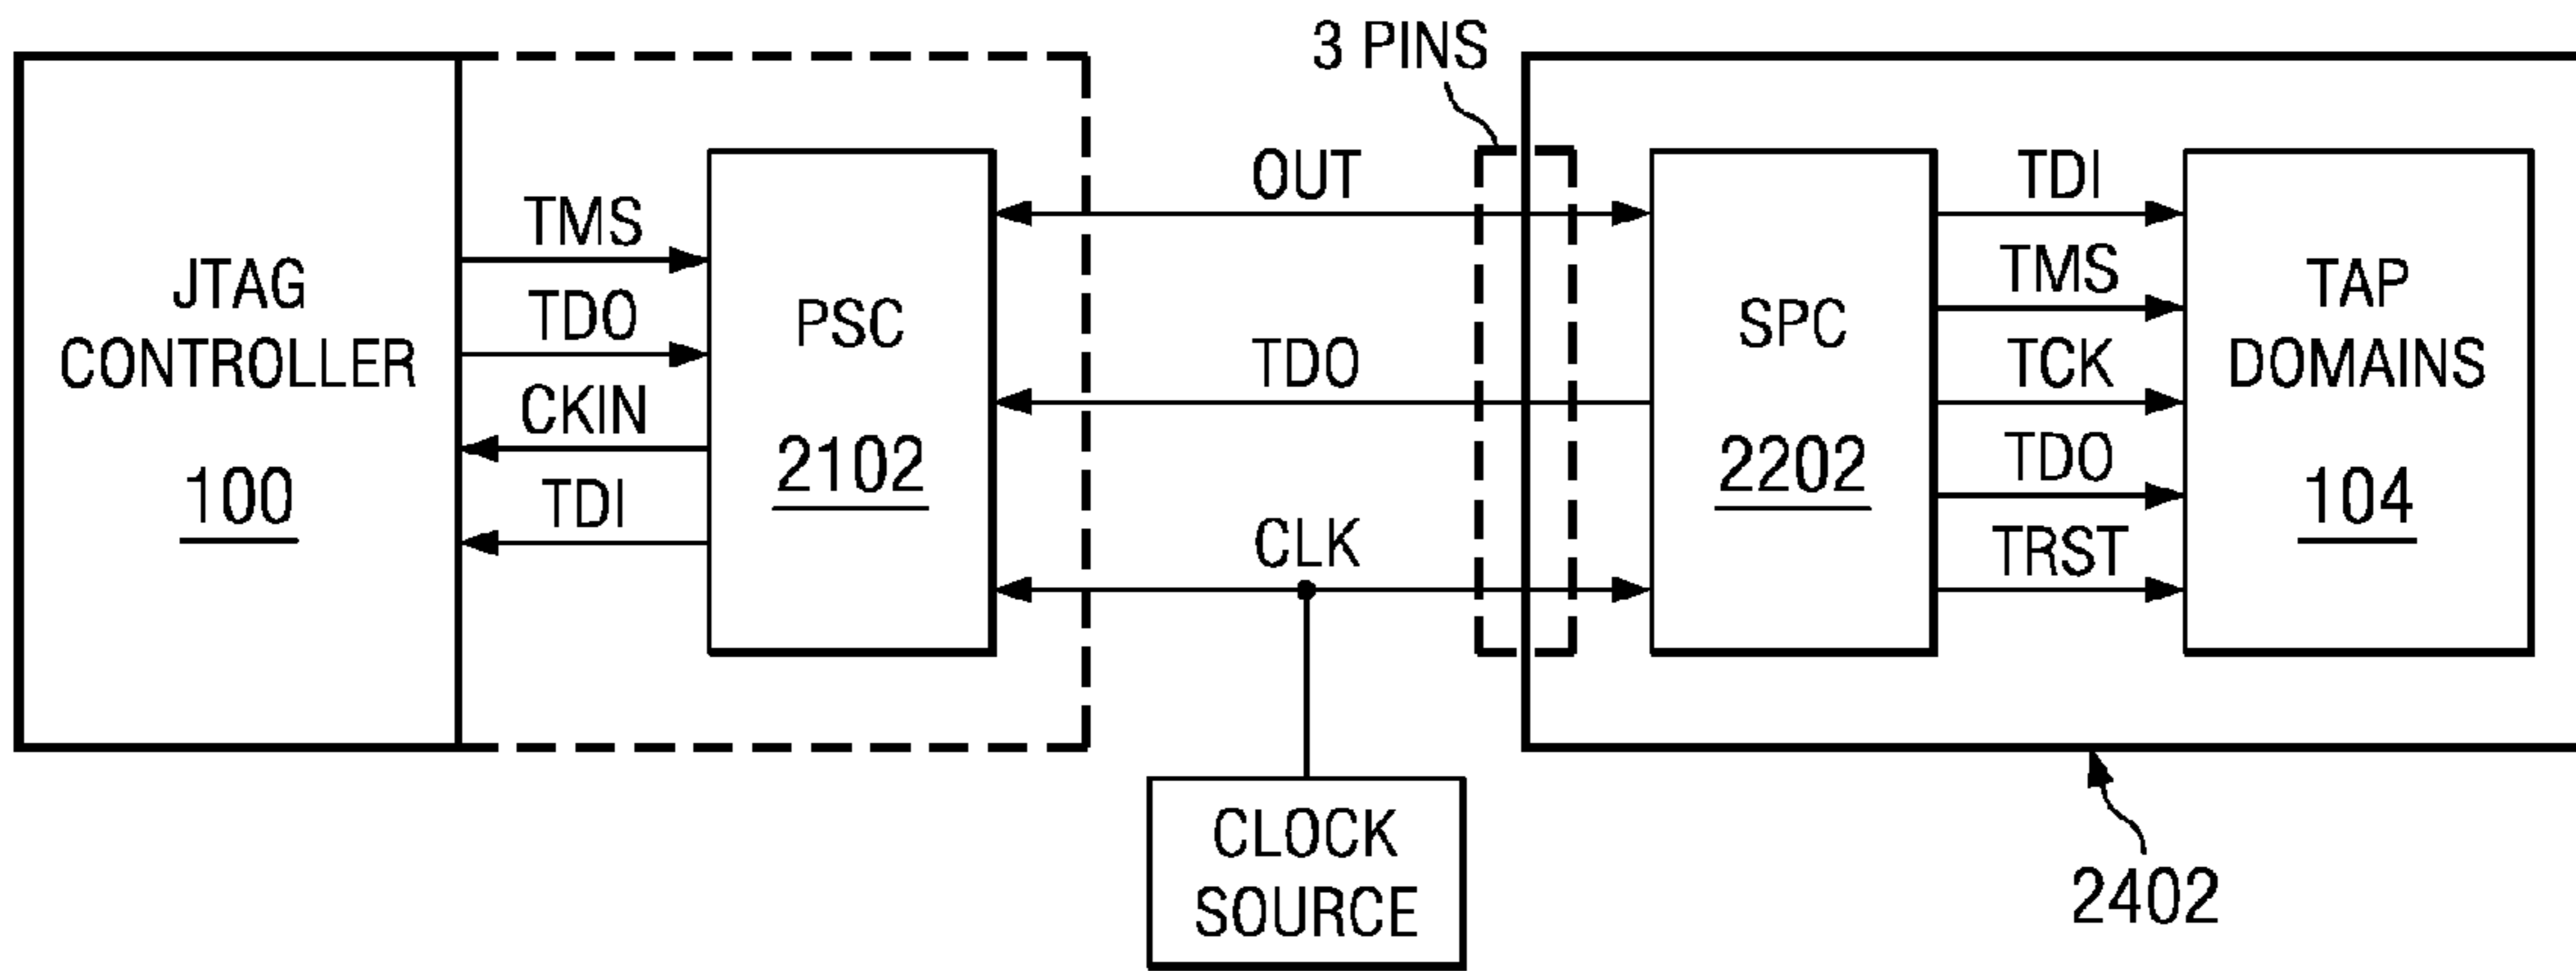 3 PINS
JTAG
CONTROLLER
100
TMS
TDO
CKIN
TDI
PSC
2102
OUT
TDO
CLK
SPC
2202
TDI
TMS
TCK
TDO
TRST
TAP
DOMAINS
104
CLOCK
SOURCE
2402